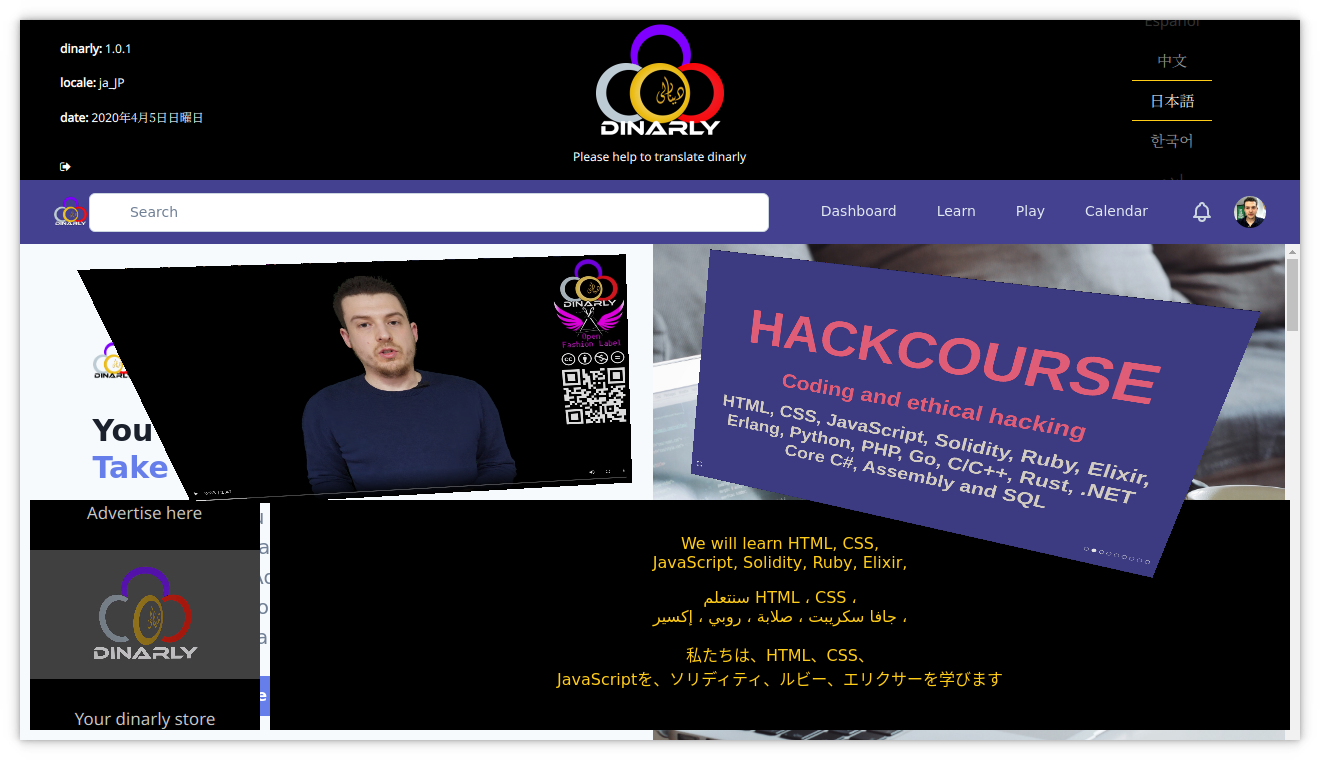 dinarly: 1.0.1
locale: ja_JP
date: 2020年4月5日日曜日
ديnارلي
DINARLY
Please help to translate dinarly
Español
中文
日本語
한국어
DINARLY
Search
Dashboard
Learn
Play
Calendar
DINARLY
Open
Fashion Label
cc
DINARLY
You
Take
HACKCOURSE
Coding and ethical hacking
HTML, CSS, JavaScript, Solidity, Ruby, Elixir,
Erlang, Python, PHP, Go, C/C++, Rust, .NET
Core C#, Assembly and SQL
Advertise here
DINARLY
Your dinarly store
We will learn HTML, CSS,
JavaScript, Solidity, Ruby, Elixir,
سنتعلم HTML ، CSS ،
جافا سكريبت ، صلابة ، روبي ، إكسير ،
私たちは、HTML、CSS、
JavaScriptを、ソリディティ、ルビー、エリクサーを学びます